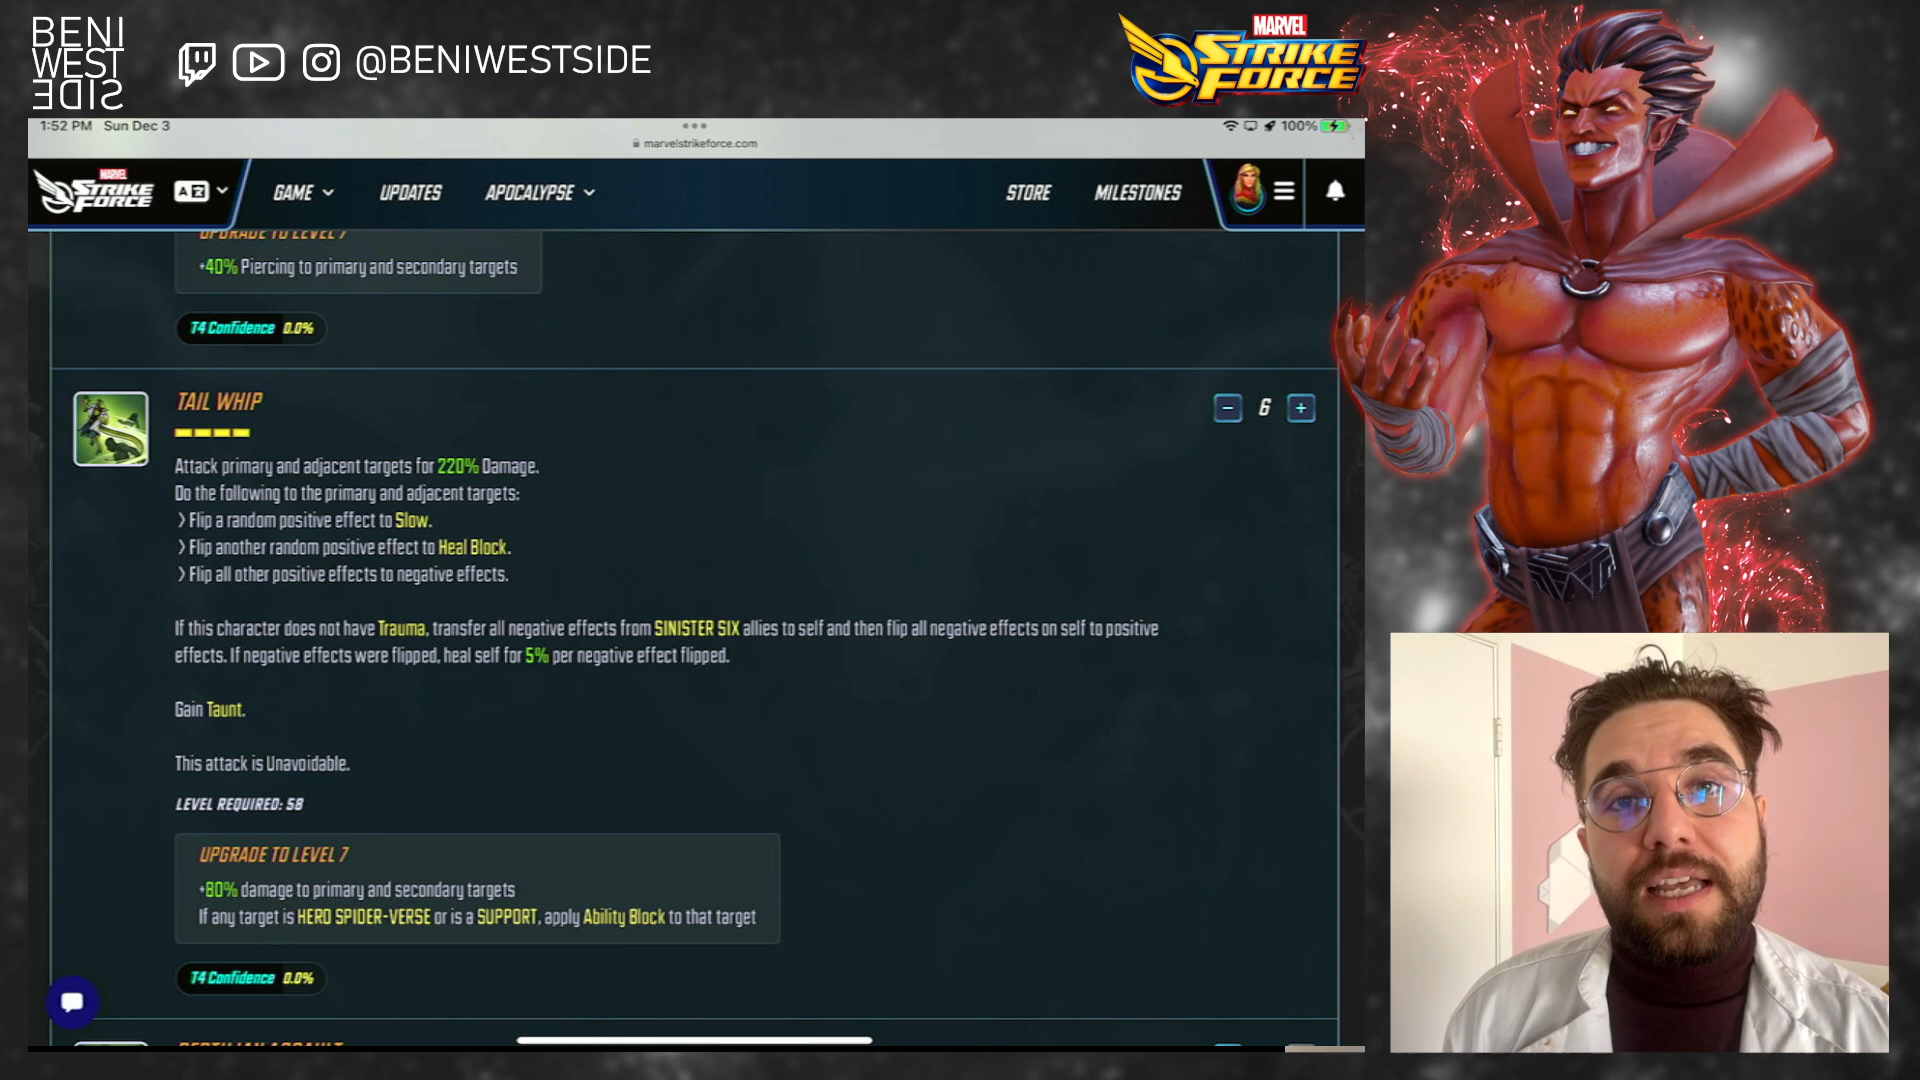 BENI
WEST
SIDE
@BENIWESTSIDE
MARVEL
STRIKE
FORCE
1:52 PM Sun Dec 3
marvelstrikeforce.com
100%
MARVEL
STRIKE
FORCE
GAME
UPDATES
APOCALYPSE
STORE
MILESTONES
UPGRADE TO LEVEL 7
+40% Piercing to primary and secondary targets
T4 Confidence 0.0%
TAIL WHIP
6
Attack primary and adjacent targets for 220% Damage.
Do the following to the primary and adjacent targets:
> Flip a random positive effect to Slow.
> Flip another random positive effect to Heal Block.
> Flip all other positive effects to negative effects.
If this character does not have Trauma, transfer all negative effects from SINISTER SIX allies to self and then flip all negative effects on self to positive
effects. If negative effects were flipped, heal self for 5% per negative effect flipped.
Gain Taunt.
This attack is Unavoidable.
LEVEL REQUIRED: 58
UPGRADE TO LEVEL 7
+80% damage to primary and secondary targets
If any target is HERO SPIDER-VERSE or is a SUPPORT, apply Ability Block to that target
T4 Confidence 0.0%